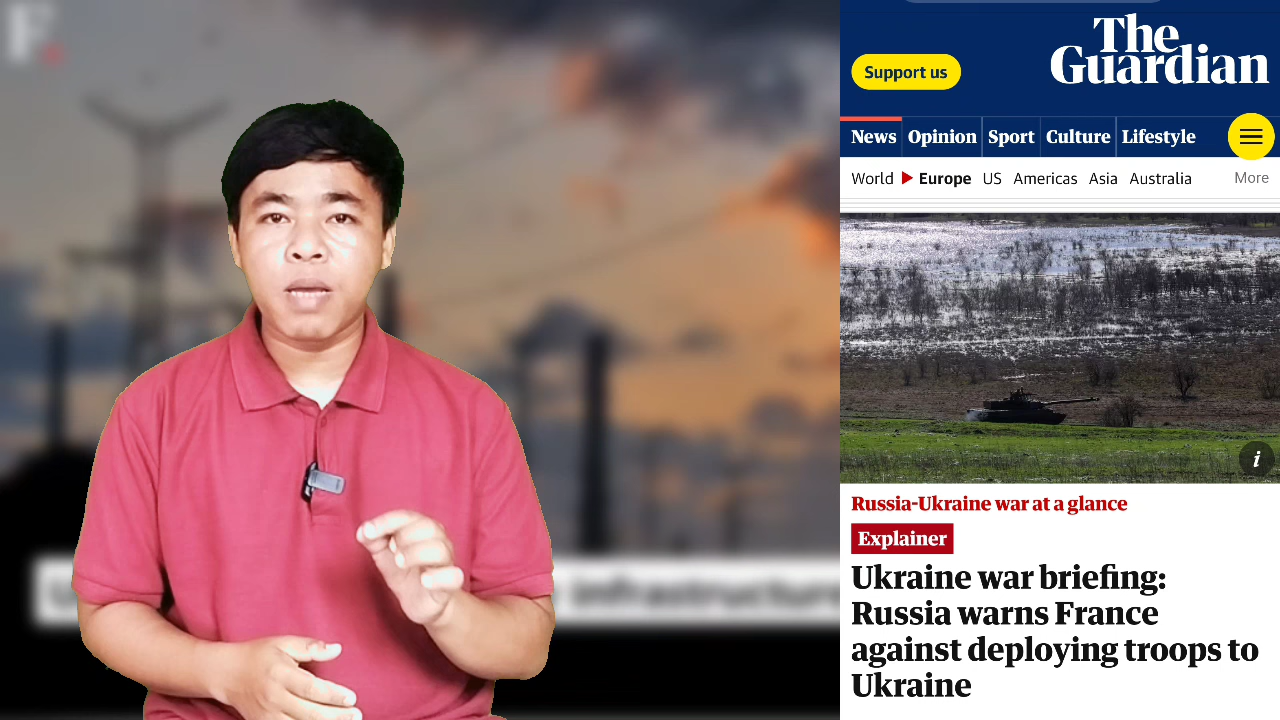 The
Guardian
Support us
News Opinion Sport Culture Lifestyle
World Europe US Americas Asia Australia More
i
Russia-Ukraine war at a glance
Explainer
Ukraine war briefing:
Russia warns France
against deploying troops to
Ukraine
F
infrastructure